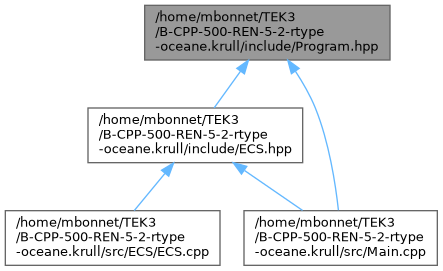 /home/mbonnet/TEK3
/B-CPP-500-REN-5-2-rtype
-oceane.krull/include/Program.hpp
/home/mbonnet/TEK3
/B-CPP-500-REN-5-2-rtype
-oceane.krull/include/ECS.hpp
/home/mbonnet/TEK3
/B-CPP-500-REN-5-2-rtype
-oceane.krull/src/ECS/ECS.cpp
/home/mbonnet/TEK3
/B-CPP-500-REN-5-2-rtype
-oceane.krull/src/Main.cpp